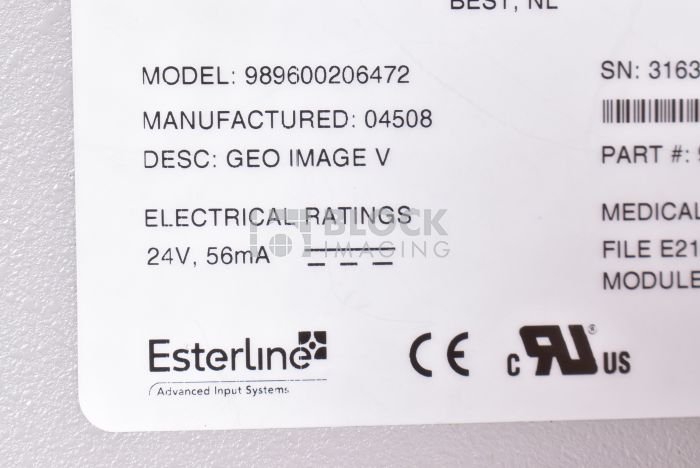 BEST, NL
MODEL: 989600206472
SN: 3163
MANUFACTURED: 04508
DESC: GEO IMAGE V
PART #:
ELECTRICAL RATINGS
MEDICAL
24V, 56mA
FILE E21
MODULE
BLOCK
IMAGING
Esterline
Advanced Input Systems
CE
c RU ® US